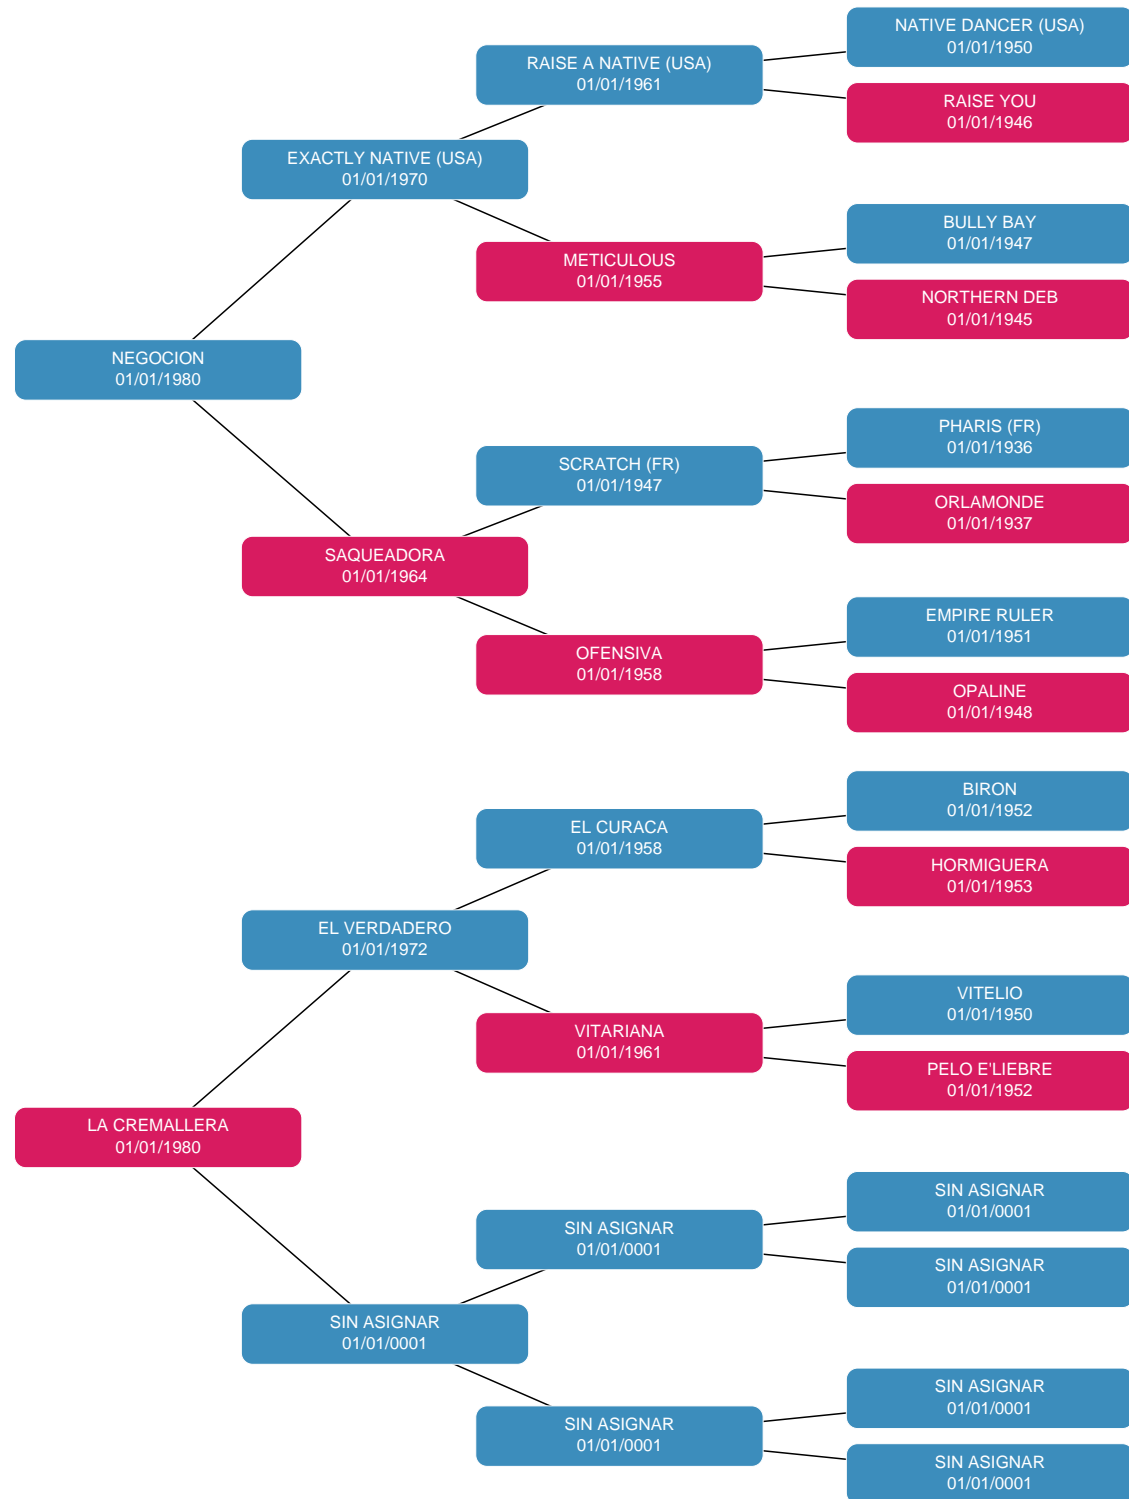 NATIVE DANCER (USA)
01/01/1950
RAISE A NATIVE (USA)
01/01/1961
RAISE YOU
01/01/1946
EXACTLY NATIVE (USA)
01/01/1970
BULLY BAY
01/01/1947
METICULOUS
01/01/1955
NORTHERN DEB
01/01/1945
NEGOCION
01/01/1980
PHARIS (FR)
01/01/1936
SCRATCH (FR)
01/01/1947
ORLAMONDE
01/01/1937
SAQUEADORA
01/01/1964
EMPIRE RULER
01/01/1951
OFENSIVA
01/01/1958
OPALINE
01/01/1948
BIRON
01/01/1952
EL CURACA
01/01/1958
HORMIGUERA
01/01/1953
EL VERDADERO
01/01/1972
VITELIO
01/01/1950
VITARIANA
01/01/1961
PELO E'LIEBRE
01/01/1952
LA CREMALLERA
01/01/1980
SIN ASIGNAR
01/01/0001
SIN ASIGNAR
01/01/0001
SIN ASIGNAR
01/01/0001
SIN ASIGNAR
01/01/0001
SIN ASIGNAR
01/01/0001
SIN ASIGNAR
01/01/0001
SIN ASIGNAR
01/01/0001